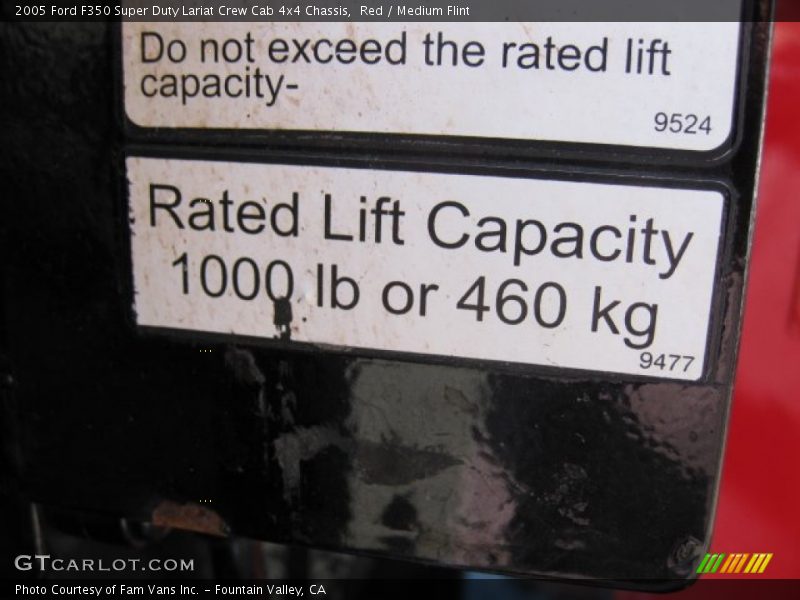 2005 Ford F350 Super Duty Lariat Crew Cab 4x4 Chassis,  Red / Medium Flint
Do not exceed the rated lift
capacity-
9524
Rated Lift Capacity
1000 lb or 460 kg
9477
GTCARLOT.COM
Photo Courtesy of Fam Vans Inc. - Fountain Valley, CA